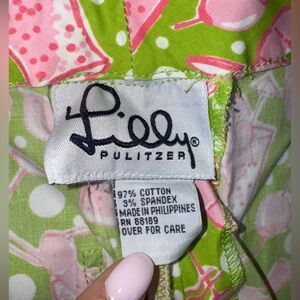 Lilly®
PULITZER
97% COTTON
3% SPANDEX
MADE IN PHILIPPINES
RN 88189
OVER FOR CARE